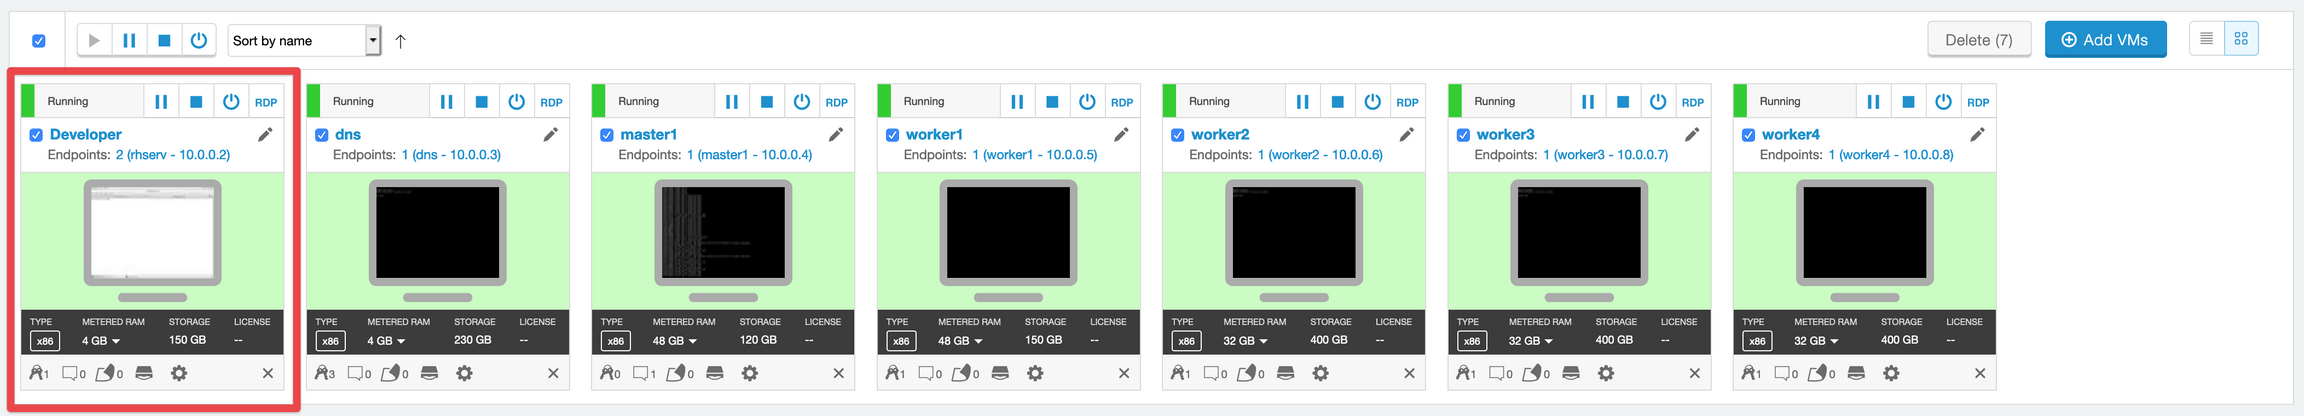 Sort by name
Delete (7)
Add VMs
Running RDP
Developer
Endpoints: 2 (rhserv - 10.0.0.2)
TYPE METERED RAM STORAGE LICENSE
x86 4 GB 150 GB --
1 0 0
Running RDP
dns
Endpoints: 1 (dns - 10.0.0.3)
TYPE METERED RAM STORAGE LICENSE
x86 4 GB 230 GB --
3 0 0
Running RDP
master1
Endpoints: 1 (master1 - 10.0.0.4)
TYPE METERED RAM STORAGE LICENSE
x86 48 GB 120 GB --
0 1 0
Running RDP
worker1
Endpoints: 1 (worker1 - 10.0.0.5)
TYPE METERED RAM STORAGE LICENSE
x86 48 GB 150 GB --
1 0 0
Running RDP
worker2
Endpoints: 1 (worker2 - 10.0.0.6)
TYPE METERED RAM STORAGE LICENSE
x86 32 GB 400 GB --
1 0 0
Running RDP
worker3
Endpoints: 1 (worker3 - 10.0.0.7)
TYPE METERED RAM STORAGE LICENSE
x86 32 GB 400 GB --
1 0 0
Running RDP
worker4
Endpoints: 1 (worker4 - 10.0.0.8)
TYPE METERED RAM STORAGE LICENSE
x86 32 GB 400 GB --
1 0 0